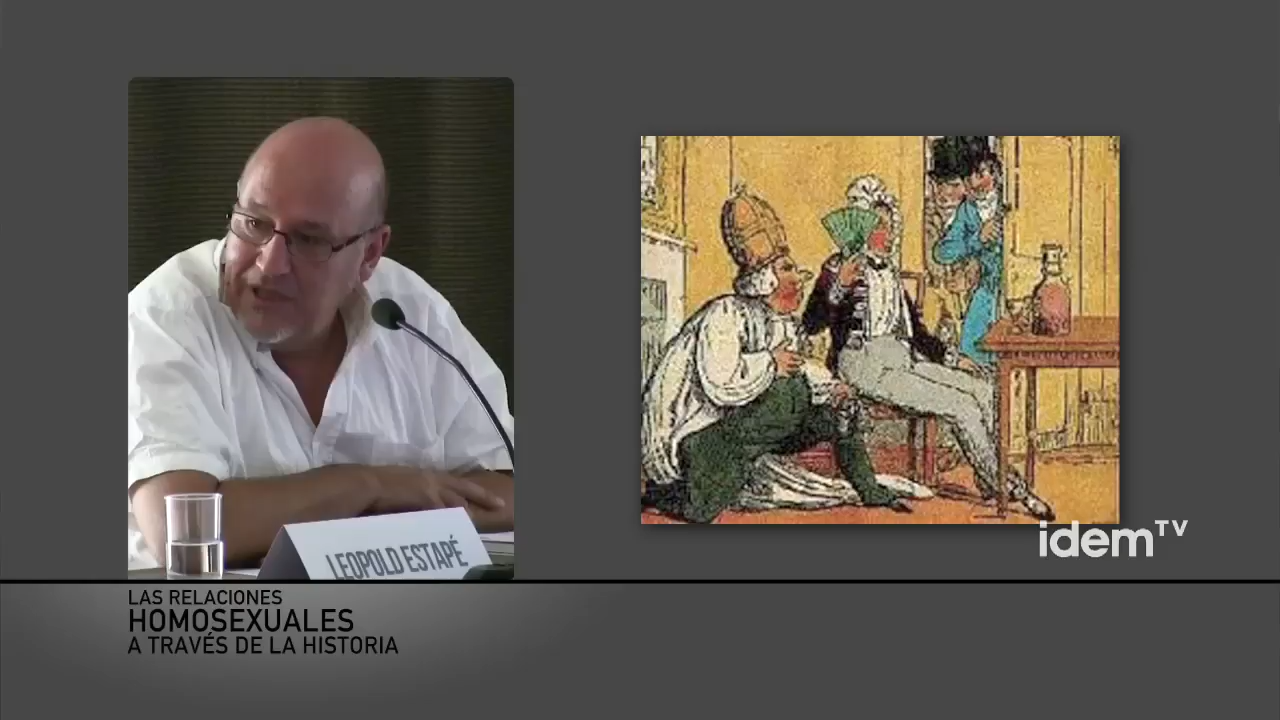 LEOPOLD ESTAPÉ
idem TV
LAS RELACIONES
HOMOSEXUALES
A TRAVÉS DE LA HISTORIA